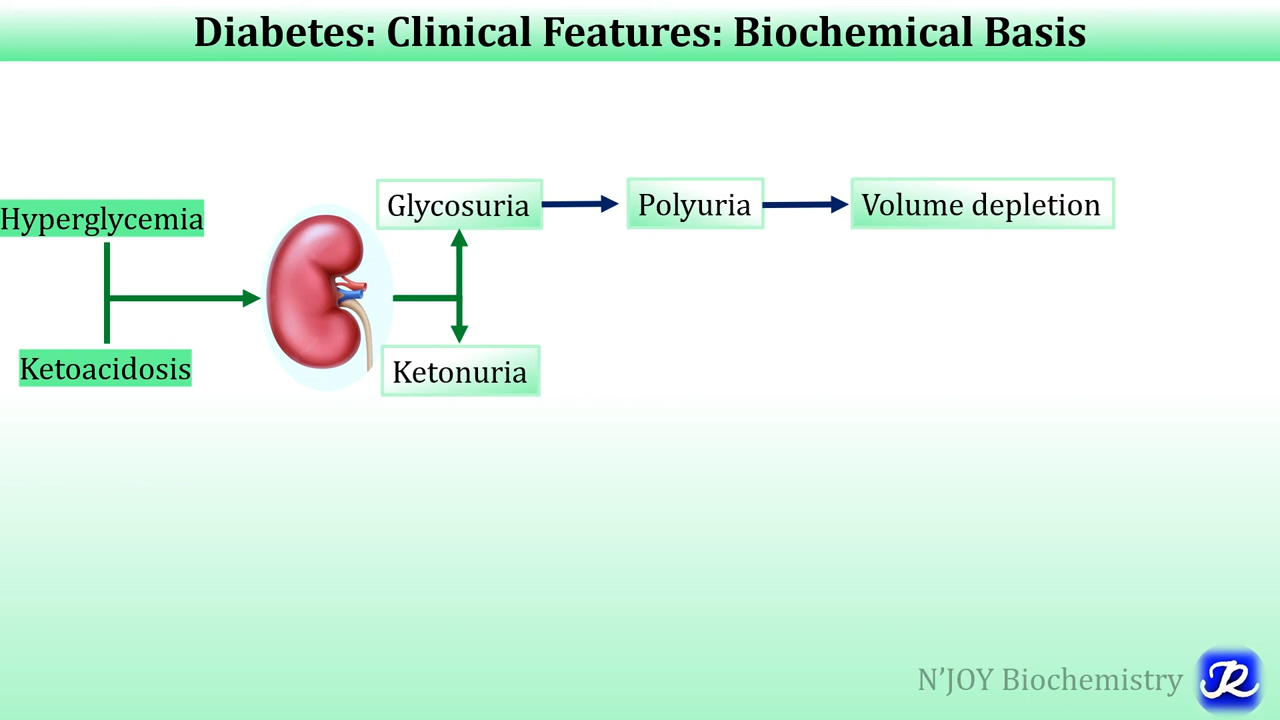 Diabetes: Clinical Features: Biochemical Basis
Hyperglycemia
Glycosuria
Polyuria
Volume depletion
Ketoacidosis
Ketonuria
N’JOY Biochemistry